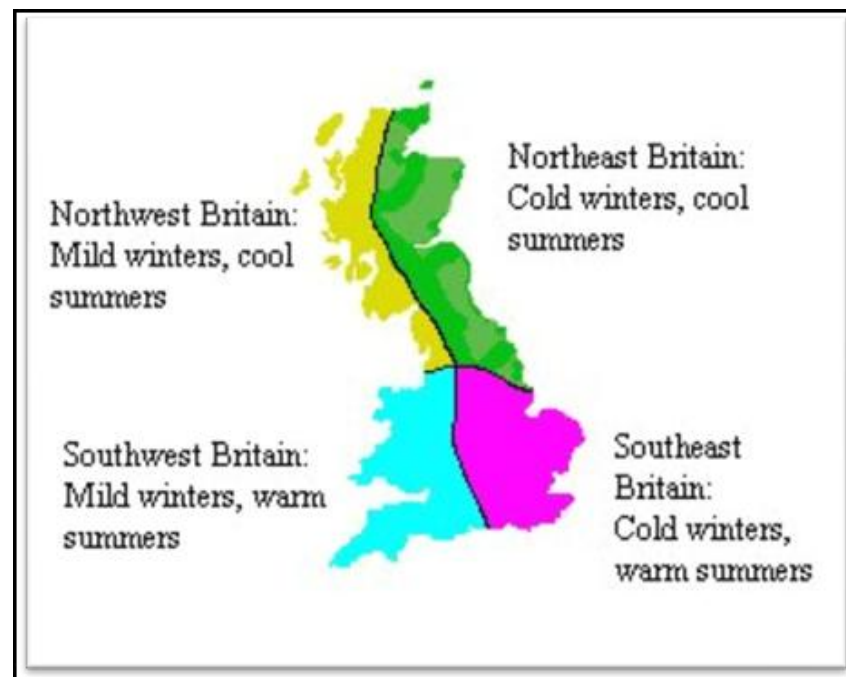 Northwest Britain:
Mild winters, cool
summers
Northeast Britain:
Cold winters, cool
summers
Southwest Britain:
Mild winters, warm
summers
Southeast
Britain:
Cold winters,
warm summers